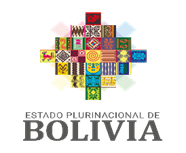 ESTADO PLURINACIONAL DE
BOLIVIA